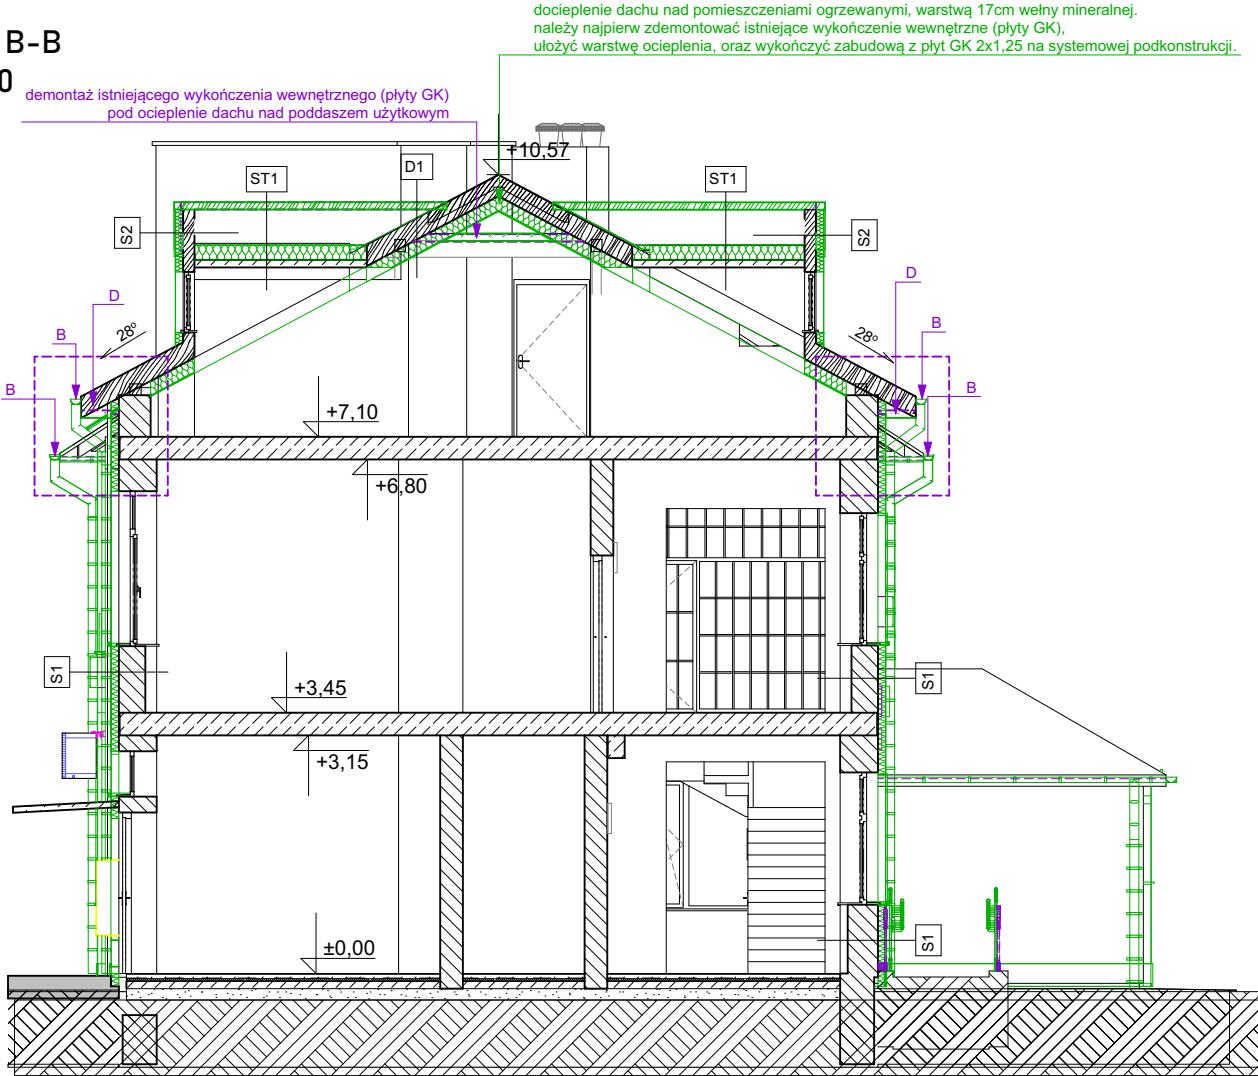 docieplenie dachu nad pomieszczeniami ogrzewanymi, warstwą 17cm wełny mineralnej.
należy najpierw zdemontować istniejące wykończenie wewnętrzne (płyty GK),
ułożyć warstwę ocieplenia, oraz wykończyć zabudową z płyt GK 2x1,25 na systemowej podkonstrukcji.
B-B
0
demontaż istniejącego wykończenia wewnętrznego (płyty GK)
pod ocieplenie dachu nad poddaszem użytkowym
+10,57
ST1
D1
ST1
S2
S2
D
D
B
28°
28°
B
B
B
+7,10
+6,80
S1
S1
+3,45
+3,15
±0,00
S1